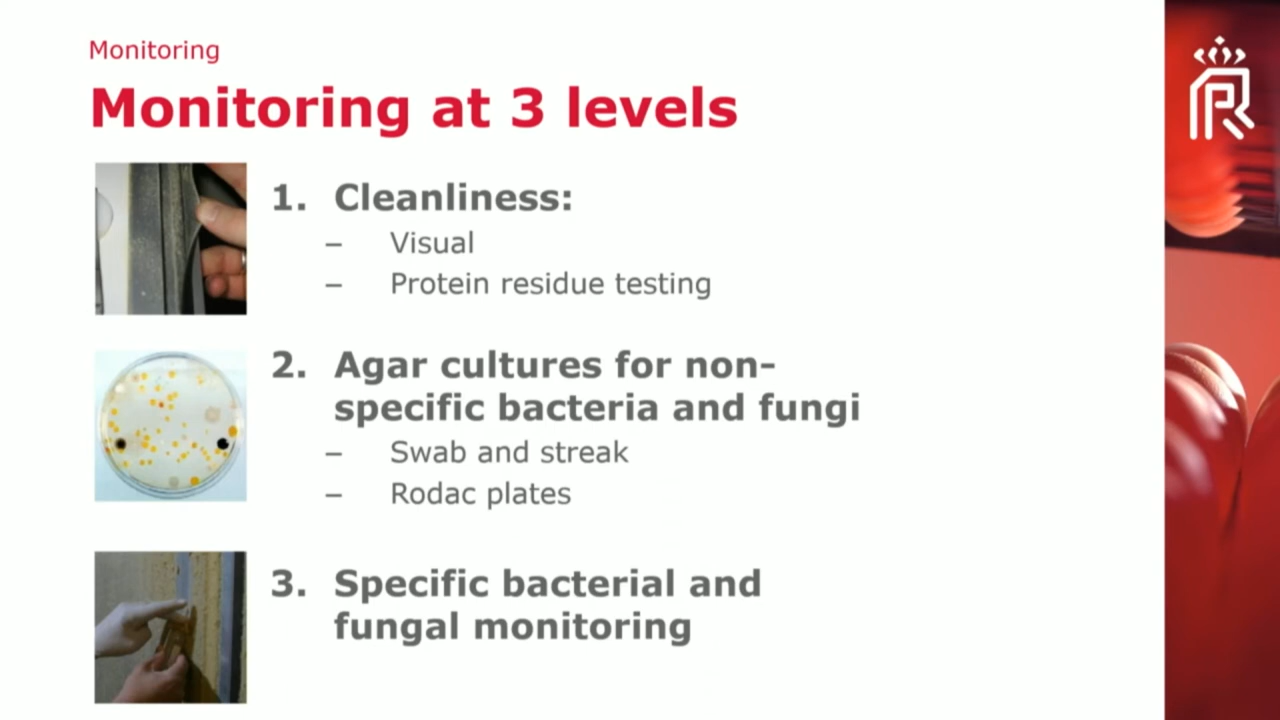 Monitoring
Monitoring at 3 levels
1. Cleanliness:
– Visual
– Protein residue testing
2. Agar cultures for non-
specific bacteria and fungi
– Swab and streak
– Rodac plates
3. Specific bacterial and
fungal monitoring